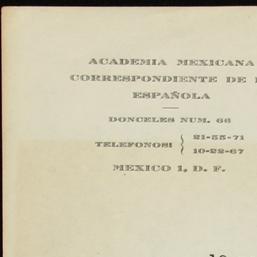 ACADEMIA MEXICANA
CORRESPONDIENTE DE
ESPAÑOLA
DONCELES NUM. 66
TELEFONOS: { 21-55-71
10-22-67
MEXICO 1, D. F.